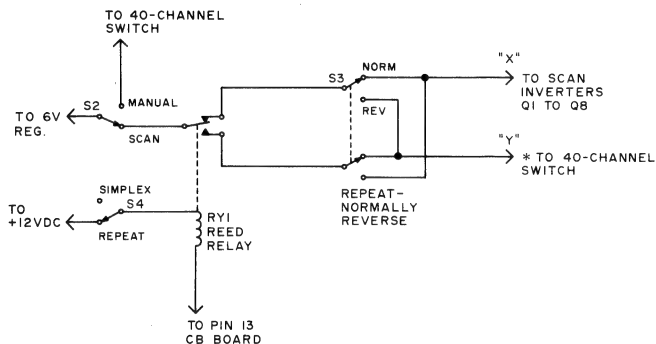 TO 40-CHANNEL
SWITCH
MANUAL
S2
TO 6V
REG.
SCAN
S3
NORM
REV
"X"
TO SCAN
INVERTERS
Q1 TO Q8
"Y"
* TO 40-CHANNEL
SWITCH
REPEAT-
NORMALLY
REVERSE
SIMPLEX
S4
TO
+12VDC
REPEAT
RY1
REED
RELAY
TO PIN 13
CB BOARD